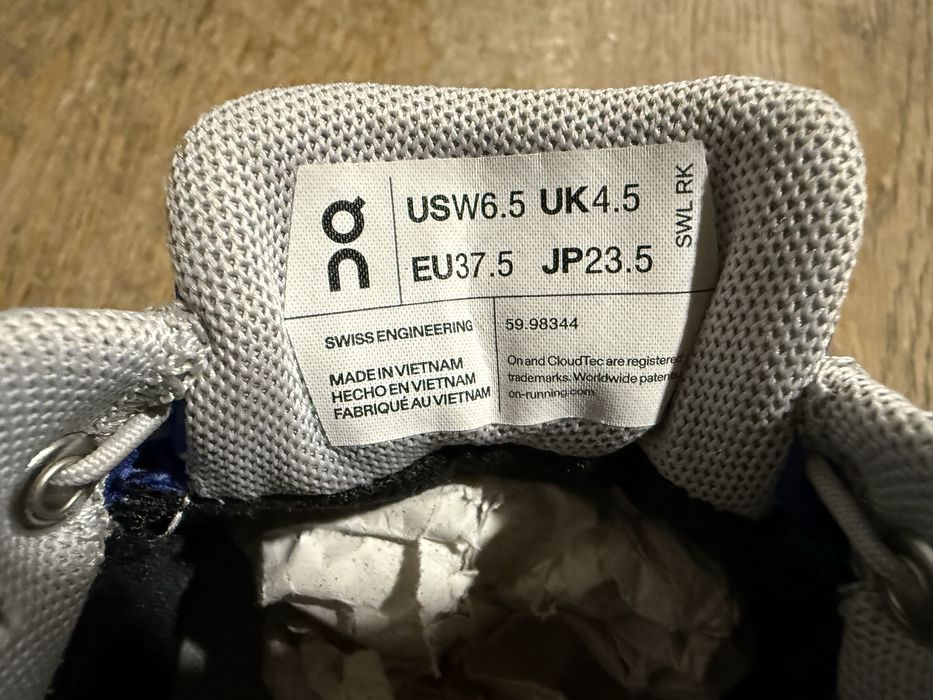 On
USW6.5 UK4.5
EU37.5 JP23.5
SWL RK
SWISS ENGINEERING
MADE IN VIETNAM
HECHO EN VIETNAM
FABRIQUÉ AU VIETNAM
59.98344
On and CloudTec are registered
trademarks. Worldwide
on-running.com